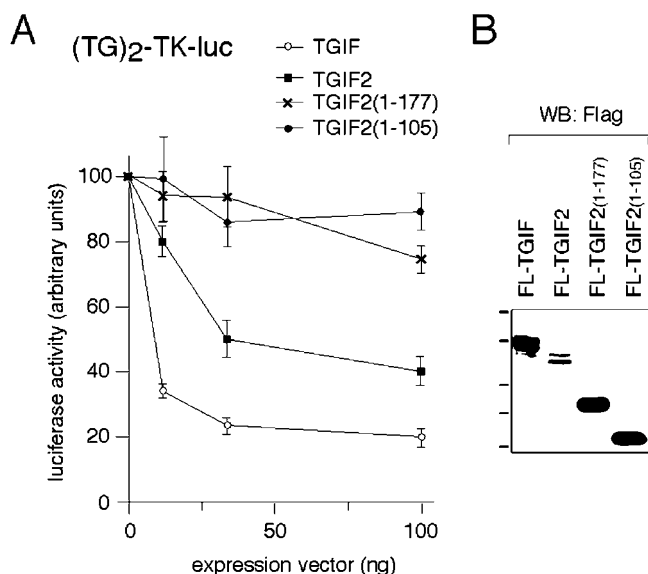 A
(TG)2-TK-luc
TGIF
TGIF2
TGIF2(1-177)
TGIF2(1-105)
luciferase activity (arbitrary units)
100
80
60
40
20
0
0
50
100
expression vector (ng)
B
WB: Flag
FL-TGIF
FL-TGIF2
FL-TGIF2(1-177)
FL-TGIF2(1-105)